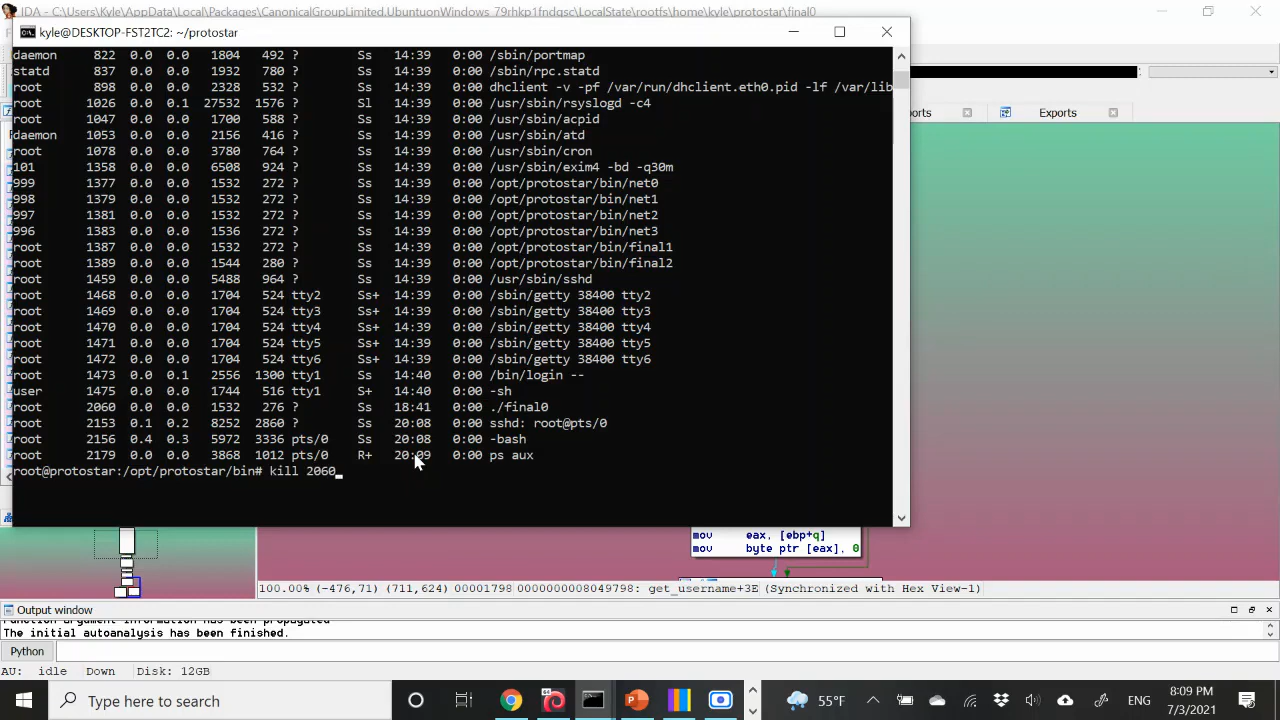 IDA - C:\Users\Kyle\AppData\Local\Packages\CanonicalGroupLimited.UbuntuonWindows_79rhkp1fndgsc\LocalState\rootfs\home\kyle\protostar\final0
kyle@DESKTOP-FST2TC2: ~/protostar
daemon 822 0.0 0.0 1804 492 ? Ss 14:39 0:00 /sbin/portmap
statd 837 0.0 0.0 1932 780 ? Ss 14:39 0:00 /sbin/rpc.statd
root 898 0.0 0.0 2328 532 ? Ss 14:39 0:00 dhclient -v -pf /var/run/dhclient.eth0.pid -lf /var/lib
root 1026 0.0 0.1 27532 1576 ? Sl 14:39 0:00 /usr/sbin/rsyslogd -c4
root 1047 0.0 0.0 1700 588 ? Ss 14:39 0:00 /usr/sbin/acpid
daemon 1053 0.0 0.0 2156 416 ? Ss 14:39 0:00 /usr/sbin/atd
root 1078 0.0 0.0 3780 764 ? Ss 14:39 0:00 /usr/sbin/cron
101 1358 0.0 0.0 6508 924 ? Ss 14:39 0:00 /usr/sbin/exim4 -bd -q30m
999 1377 0.0 0.0 1532 272 ? Ss 14:39 0:00 /opt/protostar/bin/net0
998 1379 0.0 0.0 1532 272 ? Ss 14:39 0:00 /opt/protostar/bin/net1
997 1381 0.0 0.0 1532 272 ? Ss 14:39 0:00 /opt/protostar/bin/net2
996 1383 0.0 0.0 1536 272 ? Ss 14:39 0:00 /opt/protostar/bin/net3
root 1387 0.0 0.0 1532 272 ? Ss 14:39 0:00 /opt/protostar/bin/final1
root 1389 0.0 0.0 1544 280 ? Ss 14:39 0:00 /opt/protostar/bin/final2
root 1459 0.0 0.0 5488 964 ? Ss 14:39 0:00 /usr/sbin/sshd
root 1468 0.0 0.0 1704 524 tty2 Ss+ 14:39 0:00 /sbin/getty 38400 tty2
root 1469 0.0 0.0 1704 524 tty3 Ss+ 14:39 0:00 /sbin/getty 38400 tty3
root 1470 0.0 0.0 1704 524 tty4 Ss+ 14:39 0:00 /sbin/getty 38400 tty4
root 1471 0.0 0.0 1704 524 tty5 Ss+ 14:39 0:00 /sbin/getty 38400 tty5
root 1472 0.0 0.0 1704 524 tty6 Ss+ 14:39 0:00 /sbin/getty 38400 tty6
root 1473 0.0 0.1 2556 1300 tty1 Ss 14:40 0:00 /bin/login --
user 1475 0.0 0.0 1744 516 tty1 S+ 14:40 0:00 -sh
root 2060 0.0 0.0 1532 276 ? Ss 18:41 0:00 ./final0
root 2153 0.1 0.2 8252 2860 ? Ss 20:08 0:00 sshd: root@pts/0
root 2156 0.4 0.3 5972 3336 pts/0 Ss 20:08 0:00 -bash
root 2179 0.0 0.0 3868 1012 pts/0 R+ 20:09 0:00 ps aux
root@protostar:/opt/protostar/bin# kill 2060_
ports
Exports
mov eax, [ebp+q]
mov byte ptr [eax], 0
100.00% (-476,71) (711,624) 00001798 0000000008049798: get_username+3E (Synchronized with Hex View-1)
Output window
Function argument information has been propagated
The initial autoanalysis has been finished.
Python
AU: idle Down Disk: 12GB
Type here to search
55°F
ENG
8:09 PM
7/3/2021